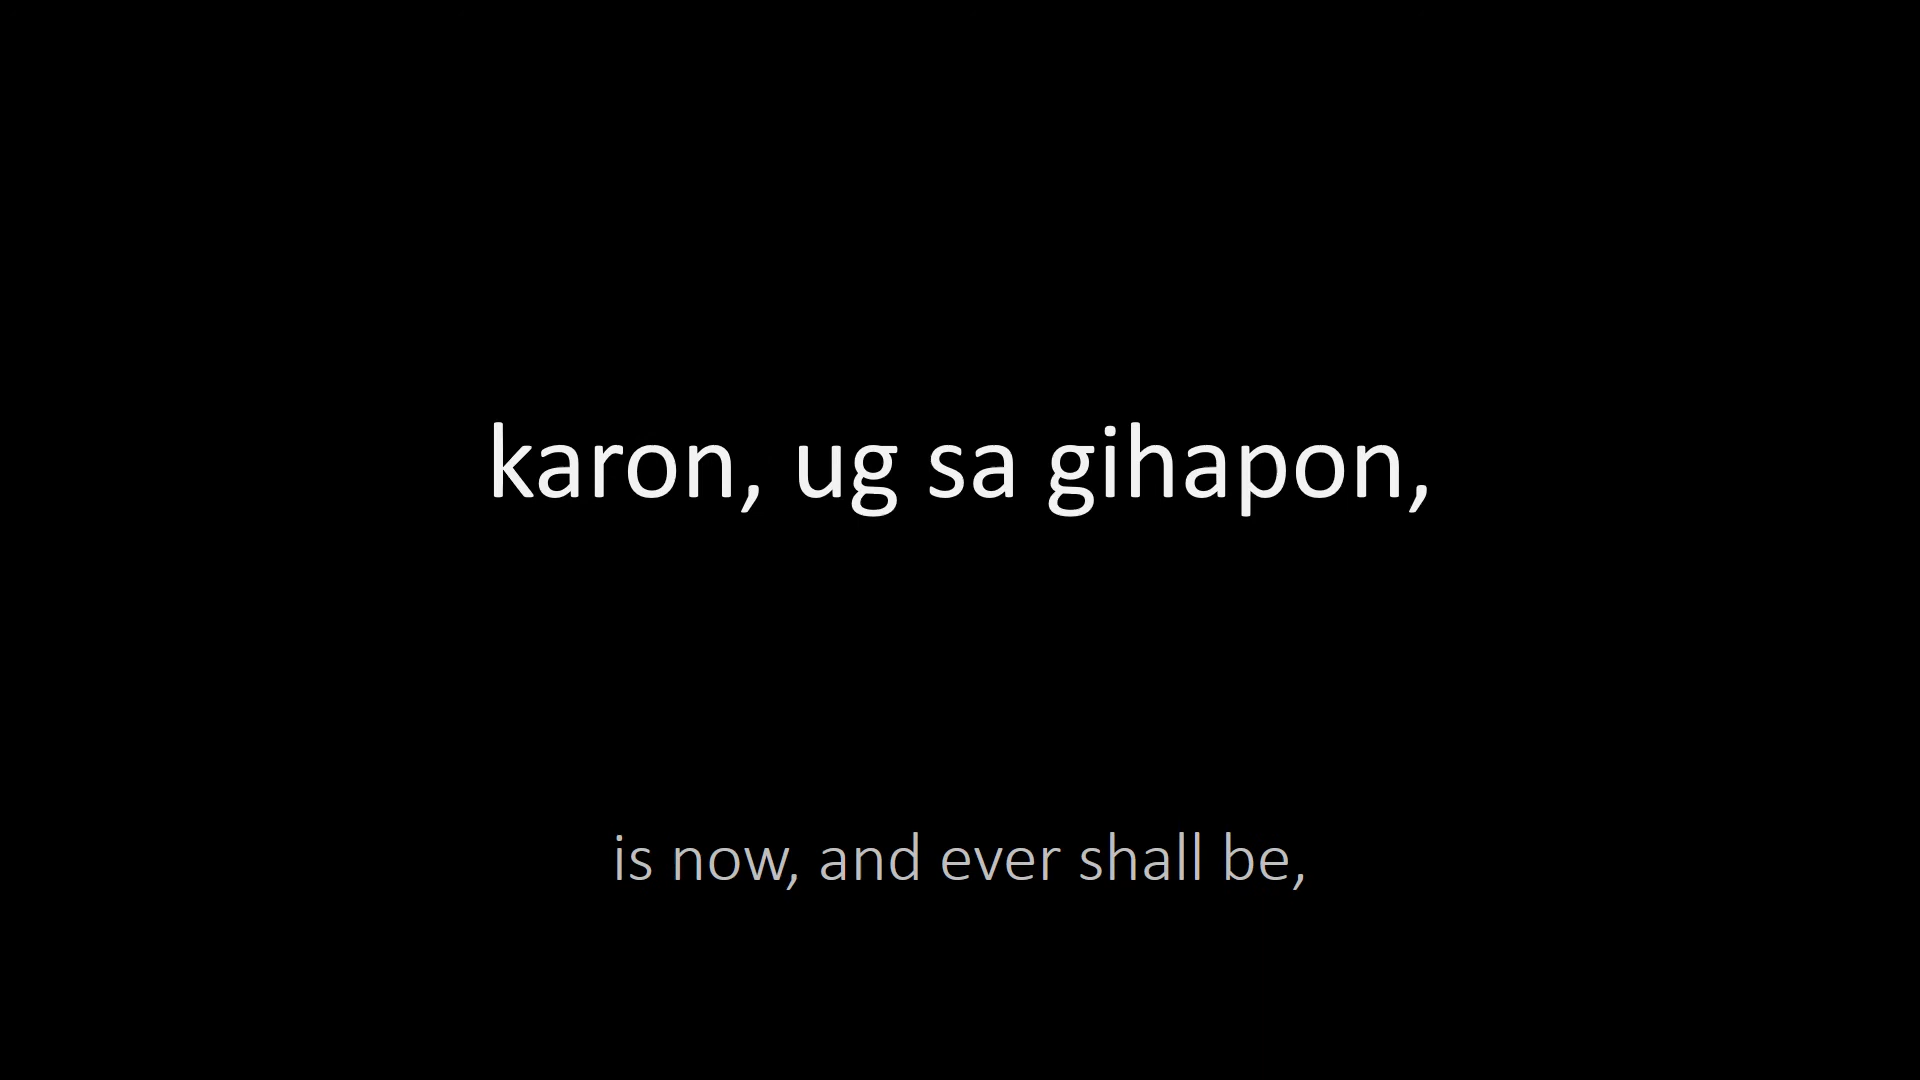 karon, ug sa gihapon,
is now, and ever shall be,